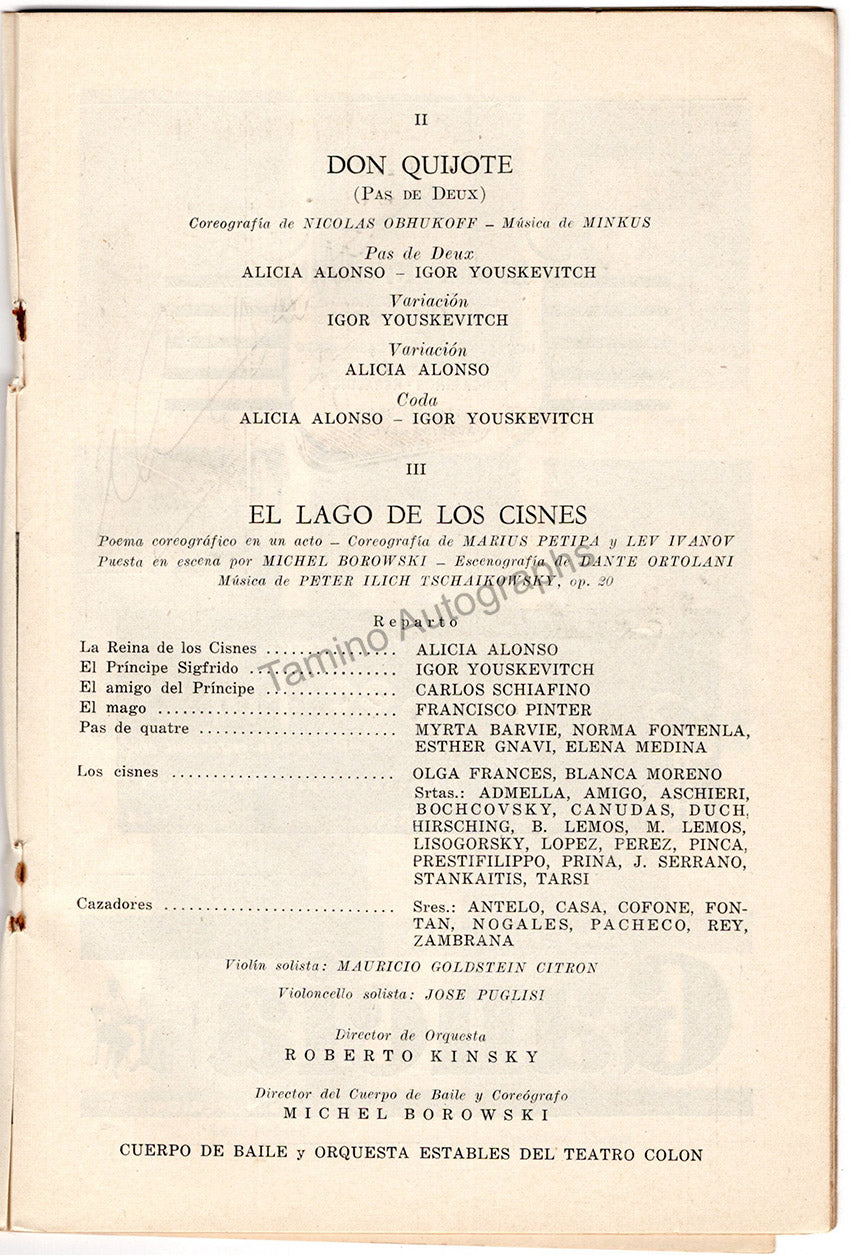 II
DON QUIJOTE
(PAS DE DEUX)
Coreografía de NICOLAS OBHUKOFF – Música de MINKUS
Pas de Deux
ALICIA ALONSO – IGOR YOUSKEVITCH
Variación
IGOR YOUSKEVITCH
Variación
ALICIA ALONSO
Coda
ALICIA ALONSO – IGOR YOUSKEVITCH
III
EL LAGO DE LOS CISNES
Poema coreográfico en un acto – Coreografía de MARIUS PETIPA y LEV IVANOV
Puesta en escena por MICHEL BOROWSKI – Escenografía de DANTE ORTOLANI
Música de PETER ILICH TSCHAIKOWSKY, op. 20
Reparto
La Reina de los Cisnes ................ ALICIA ALONSO
El Príncipe Sigfrido .................. IGOR YOUSKEVITCH
El amigo del Príncipe ................ CARLOS SCHIAFINO
El mago ............................. FRANCISCO PINTER
Pas de quatre ........................ MYRTA BARVIE, NORMA FONTENLA,
ESTHER GNAVI, ELENA MEDINA
Los cisnes ........................... OLGA FRANCES, BLANCA MORENO
Srtas.: ADMELLA, AMIGO, ASCHIERI,
BOCHCOVSKY, CANUDAS, DUCH,
HIRSCHING, B. LEMOS, M. LEMOS,
LISOGORSKY, LOPEZ, PEREZ, PINCA,
PRESTIFILIPPO, PRINA, J. SERRANO,
STANKAITIS, TARSI
Cazadores ............................ Sres.: ANTELO, CASA, COFONE, FON-
TAN, NOGALES, PACHECO, REY,
ZAMBRANA
Violín solista: MAURICIO GOLDSTEIN CITRON
Violoncello solista: JOSE PUGLISI
Director de Orquesta
ROBERTO KINSKY
Director del Cuerpo de Baile y Coreógrafo
MICHEL BOROWSKI
CUERPO DE BAILE y ORQUESTA ESTABLES DEL TEATRO COLON
Tamino Autographs